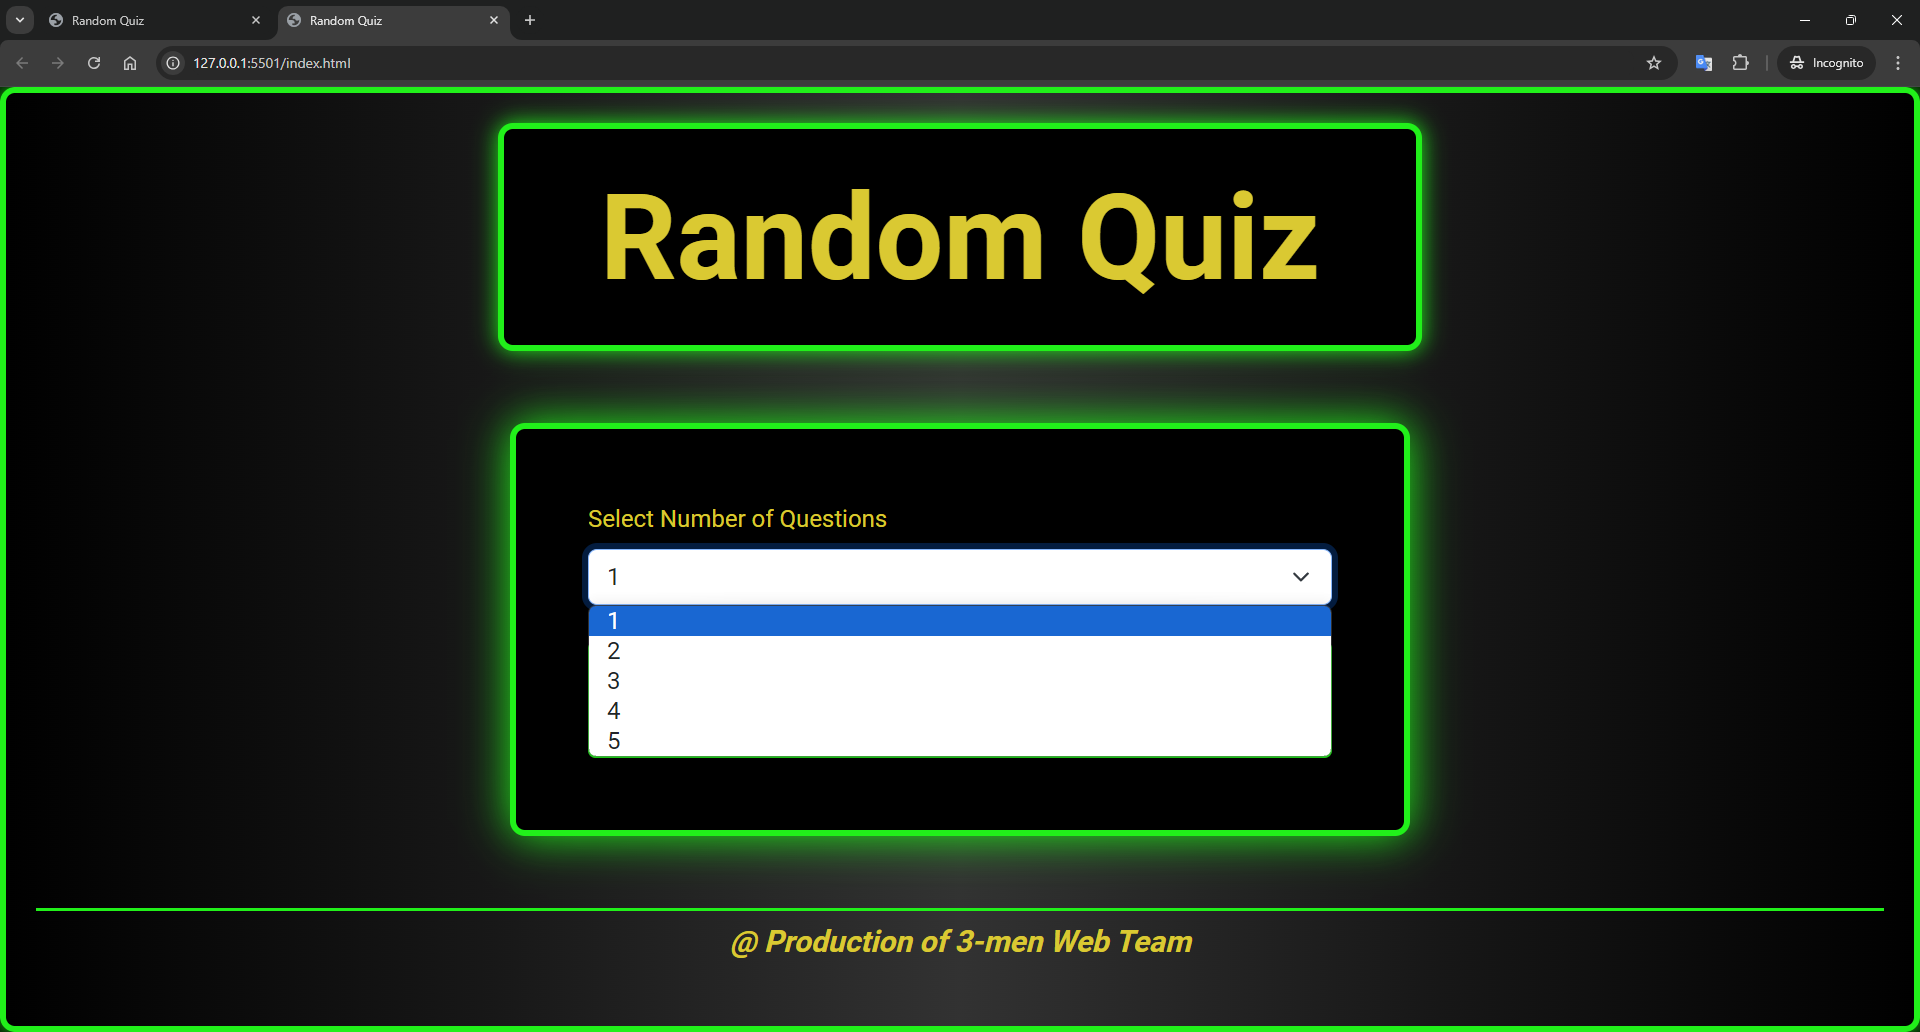 Random Quiz
Random Quiz
127.0.0.1:5501/index.html
Incognito
Random Quiz
Select Number of Questions
1
1
2
3
4
5
@ Production of 3-men Web Team